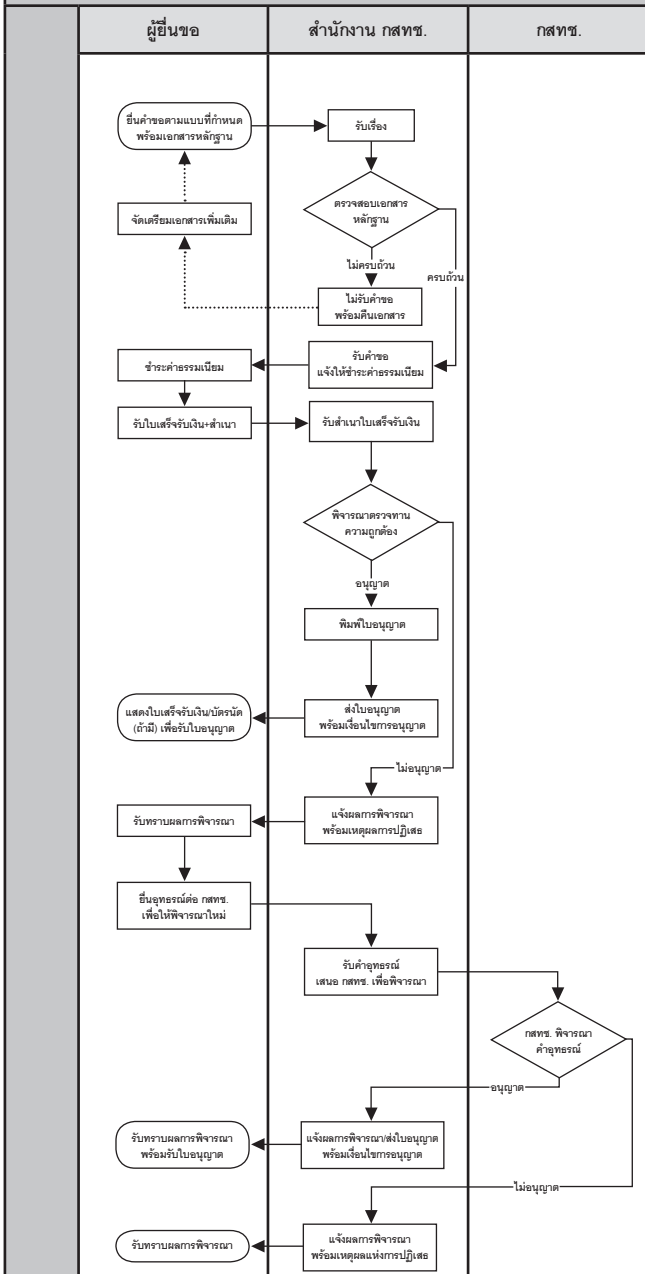 ผู้ยื่นขอ
สำนักงาน กสทช.
กสทช.
ยื่นคำขอตามแบบที่กำหนด
พร้อมเอกสารหลักฐาน
รับเรื่อง
ตรวจสอบเอกสาร
หลักฐาน
จัดเตรียมเอกสารเพิ่มเติม
ไม่ครบถ้วน
ครบถ้วน
ไม่รับคำขอ
พร้อมคืนเอกสาร
ชำระค่าธรรมเนียม
รับคำขอ
แจ้งให้ชำระค่าธรรมเนียม
รับใบเสร็จรับเงิน+สำเนา
รับสำเนาใบเสร็จรับเงิน
พิจารณาตรวจทาน
ความถูกต้อง
อนุญาต
พิมพ์ใบอนุญาต
แสดงใบเสร็จรับเงิน/บัตรนัด
(ถ้ามี) เพื่อรับใบอนุญาต
ส่งใบอนุญาต
พร้อมเงื่อนไขการอนุญาต
ไม่อนุญาต
รับทราบผลการพิจารณา
แจ้งผลการพิจารณา
พร้อมเหตุผลการปฏิเสธ
ยื่นอุทธรณ์ต่อ กสทช.
เพื่อให้พิจารณาใหม่
รับคำอุทธรณ์
เสนอ กสทช. เพื่อพิจารณา
กสทช. พิจารณา
คำอุทธรณ์
อนุญาต
รับทราบผลการพิจารณา
พร้อมรับใบอนุญาต
แจ้งผลการพิจารณา/ส่งใบอนุญาต
พร้อมเงื่อนไขการอนุญาต
ไม่อนุญาต
รับทราบผลการพิจารณา
แจ้งผลการพิจารณา
พร้อมเหตุผลแห่งการปฏิเสธ